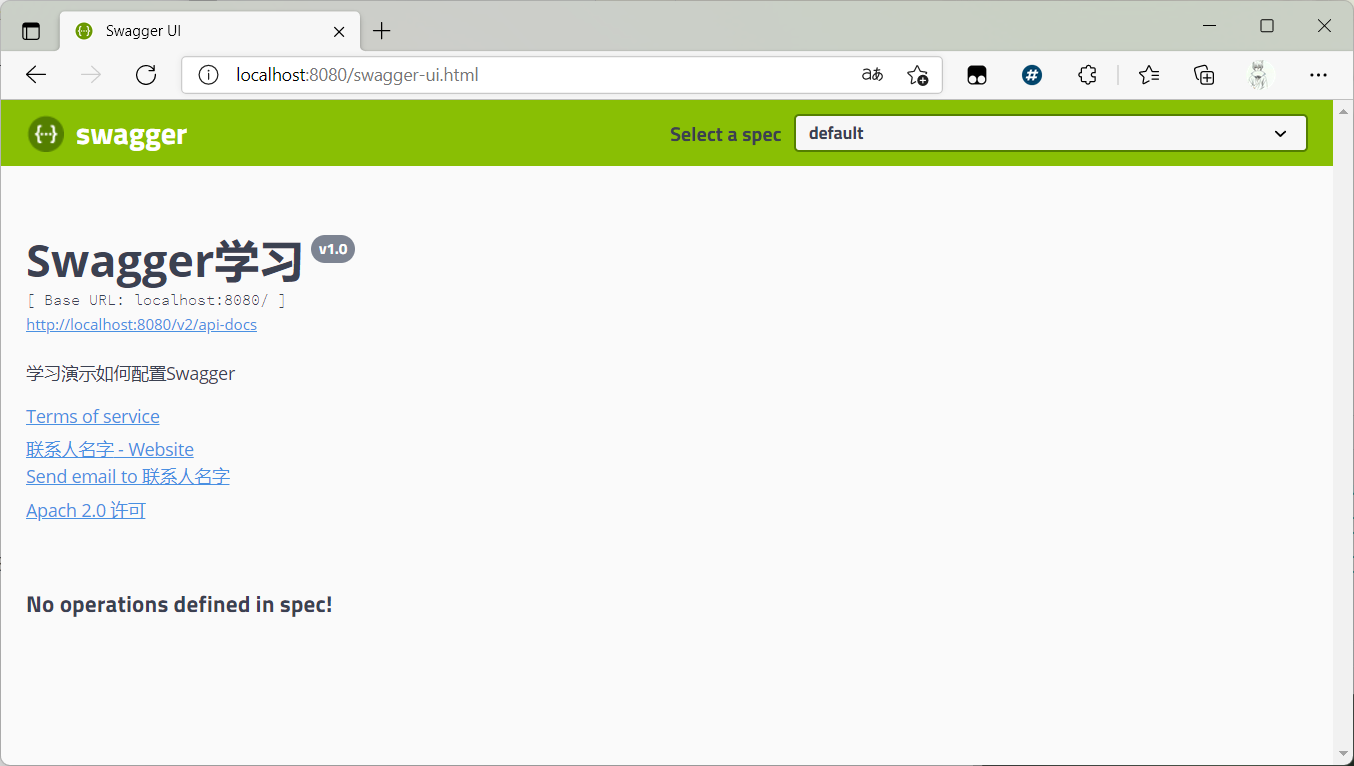 Swagger UI
localhost:8080/swagger-ui.html
aあ
{··} swagger
Select a spec
default
Swagger学习 v1.0
[ Base URL: localhost:8080/ ]
http://localhost:8080/v2/api-docs
学习演示如何配置Swagger
Terms of service
联系人名字 - Website
Send email to 联系人名字
Apach 2.0 许可
No operations defined in spec!